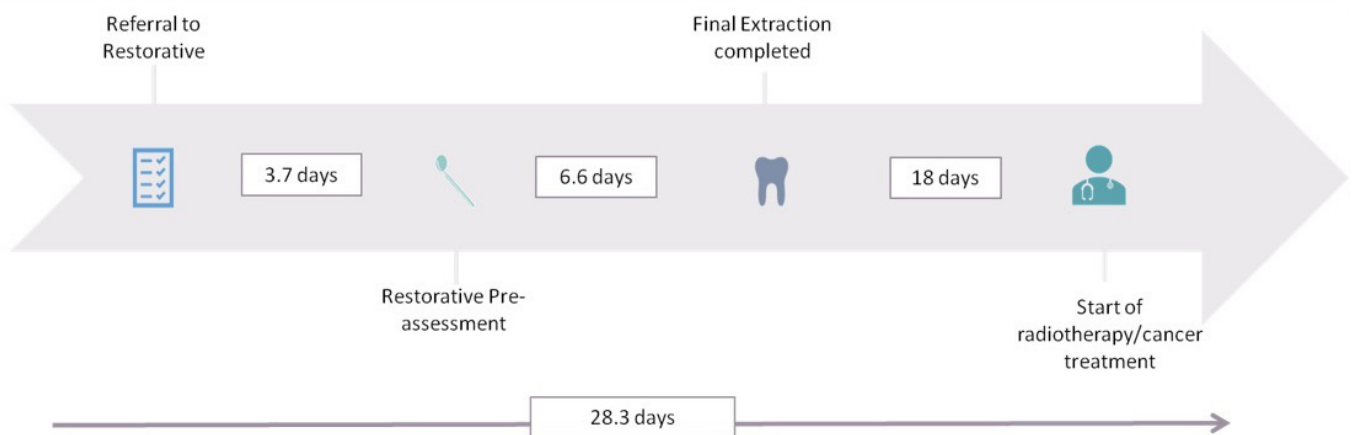 Referral to
Restorative
Final Extraction
completed
3.7 days
6.6 days
18 days
Restorative Pre-
assessment
Start of
radiotherapy/cancer
treatment
28.3 days